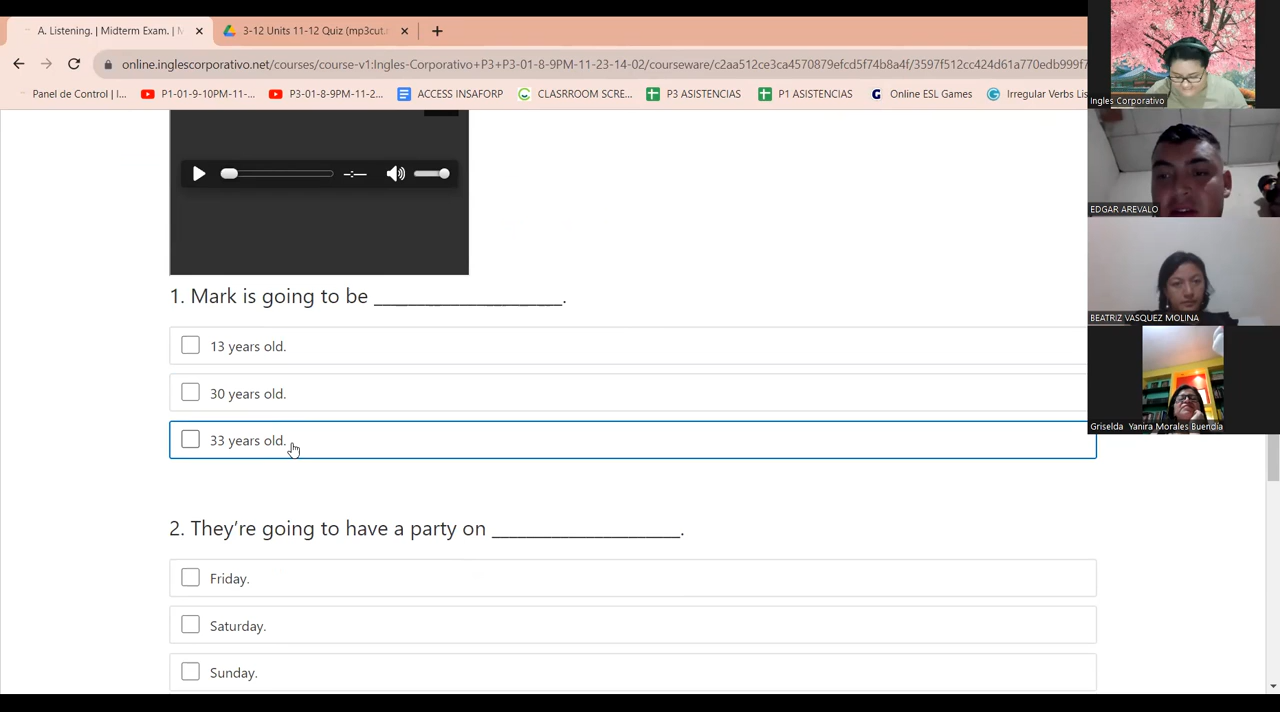 A. Listening. | Midterm Exam. | M
3-12 Units 11-12 Quiz (mp3cut.
online.inglescorporativo.net/courses/course-v1:Ingles-Corporativo+P3+P3-01-8-9PM-11-23-14-02/courseware/c2aa512ce3ca4570879efcd5f74b8a4f/3597f512cc424d61a770edb999f7
Panel de Control | I...
P1-01-9-10PM-11-...
P3-01-8-9PM-11-2...
ACCESS INSAFORP
CLASSROOM SCRE...
P3 ASISTENCIAS
P1 ASISTENCIAS
Online ESL Games
Irregular Verbs Lis
Ingles Corporativo
EDGAR AREVALO
BEATRIZ VASQUEZ MOLINA
Griselda Yanira Morales Buendia
-:--
1. Mark is going to be ____________________.
13 years old.
30 years old.
33 years old.
2. They're going to have a party on ____________________.
Friday.
Saturday.
Sunday.